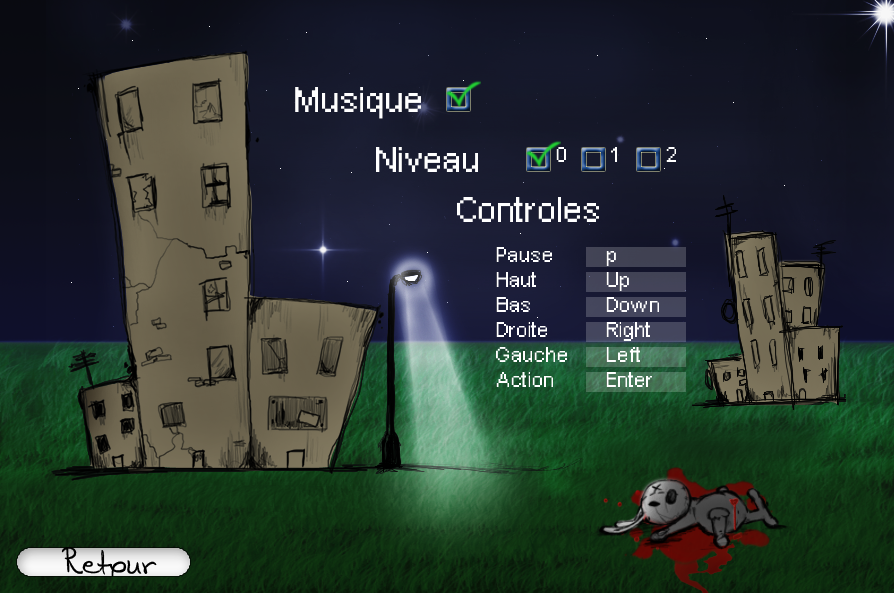 Musique
Niveau 0 1 2
Controles
Pause p
Haut Up
Bas Down
Droite Right
Gauche Left
Action Enter
Retour